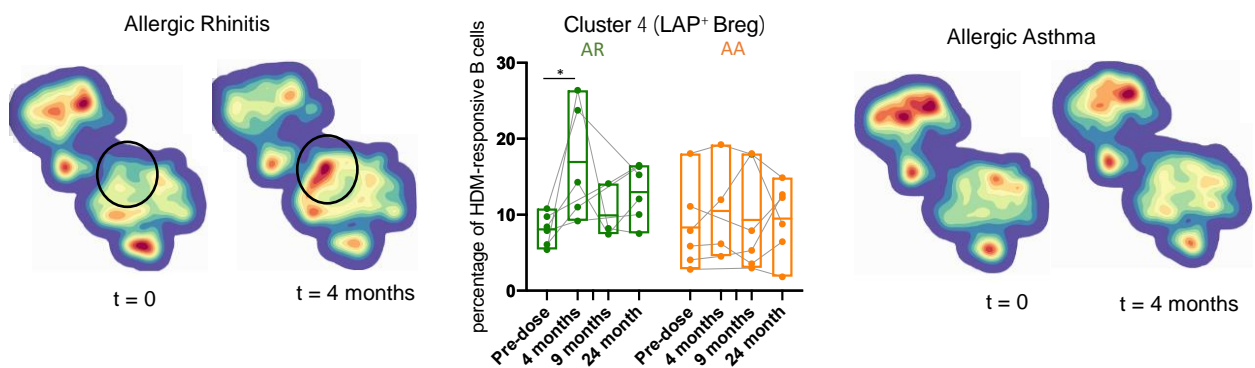 Allergic Rhinitis
t = 0
t = 4 months
Cluster 4 (LAP⁺ Breg)
AR
AA
percentage of HDM-responsive B cells
30
20
10
0
*
Pre-dose
4 months
9 months
24 month
Pre-dose
4 months
9 months
24 month
Allergic Asthma
t = 0
t = 4 months